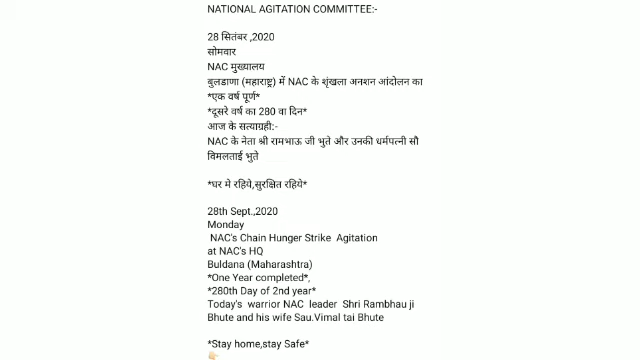 NATIONAL AGITATION COMMITTEE:-
28 सितंबर ,2020
सोमवार
NAC मुख्यालय
बुलडाणा (महाराष्ट्र) में NAC के शृंखला अनशन आंदोलन का
*एक वर्ष पूर्ण*
*दूसरे वर्ष का 280 वा दिन*
आज के सत्याग्रही:-
NAC के नेता श्री रामभाऊ जी भुते और उनकी धर्मपत्नी सौ
विमलताई भुते
*घर मे रहिये,सुरक्षित रहिये*
28th Sept.,2020
Monday
NAC's Chain Hunger Strike Agitation
at NAC's HQ
Buldana (Maharashtra)
*One Year completed*,
*280th Day of 2nd year*
Today's warrior NAC leader Shri Rambhau ji
Bhute and his wife Sau.Vimal tai Bhute
*Stay home,stay Safe*